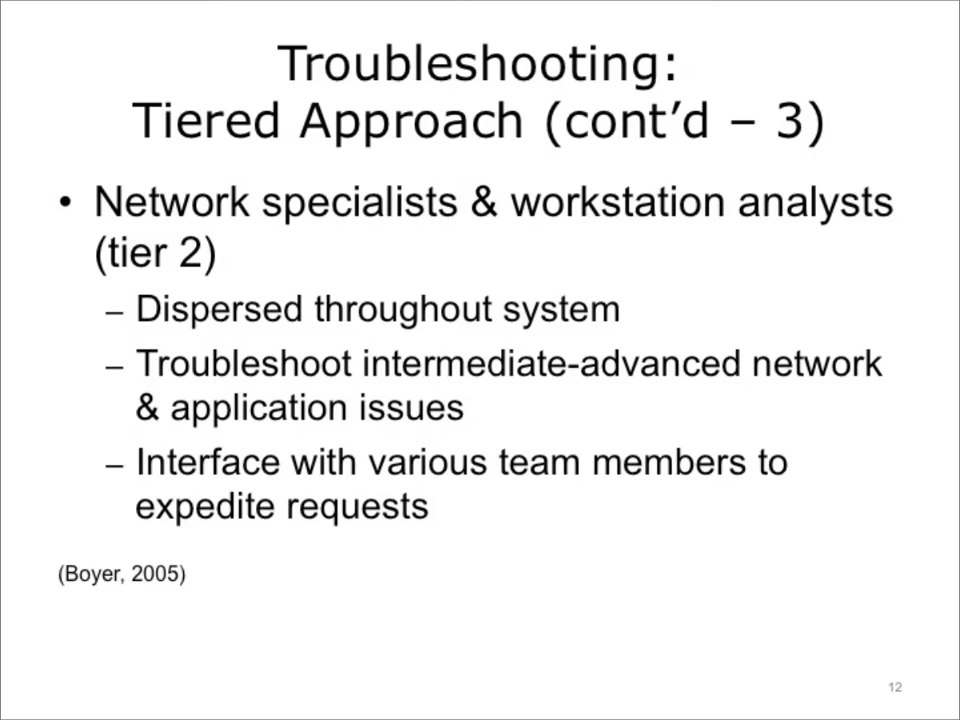 Troubleshooting:
Tiered Approach (cont’d – 3)
• Network specialists & workstation analysts
(tier 2)
– Dispersed throughout system
– Troubleshoot intermediate-advanced network
& application issues
– Interface with various team members to
expedite requests
(Boyer, 2005)
12